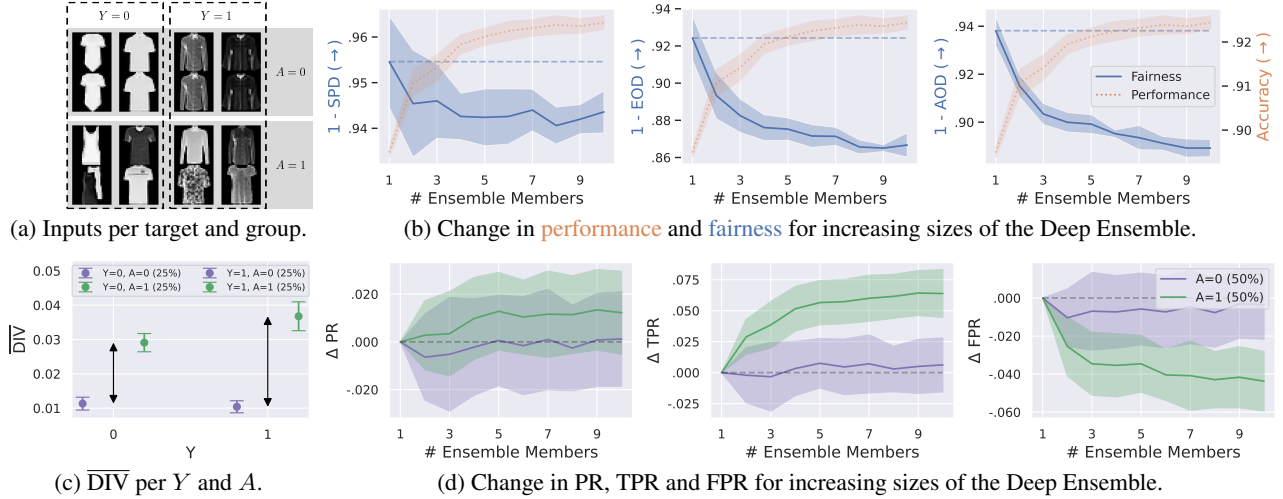 Y = 0
Y = 1
A = 0
A = 1
(a) Inputs per target and group.
1 - SPD (→)
.96
.95
.94
1 3 5 7 9
# Ensemble Members
1 - EOD (→)
.94
.92
.90
.88
.86
1 3 5 7 9
# Ensemble Members
1 - AOD (→)
.94
.92
.90
1 3 5 7 9
# Ensemble Members
Fairness
Performance
.92
.91
.90
Accuracy (→)
(b) Change in performance and fairness for increasing sizes of the Deep Ensemble.
DIV
0.05
0.04
0.03
0.02
0.01
Y=0, A=0 (25%)
Y=0, A=1 (25%)
Y=1, A=0 (25%)
Y=1, A=1 (25%)
0 1
Y
(c) DIV per Y and A.
Δ PR
.020
.000
-.020
1 3 5 7 9
# Ensemble Members
Δ TPR
0.075
0.050
0.025
.000
-0.025
1 3 5 7 9
# Ensemble Members
Δ FPR
.000
-.020
-.040
-.060
1 3 5 7 9
# Ensemble Members
A=0 (50%)
A=1 (50%)
(d) Change in PR, TPR and FPR for increasing sizes of the Deep Ensemble.